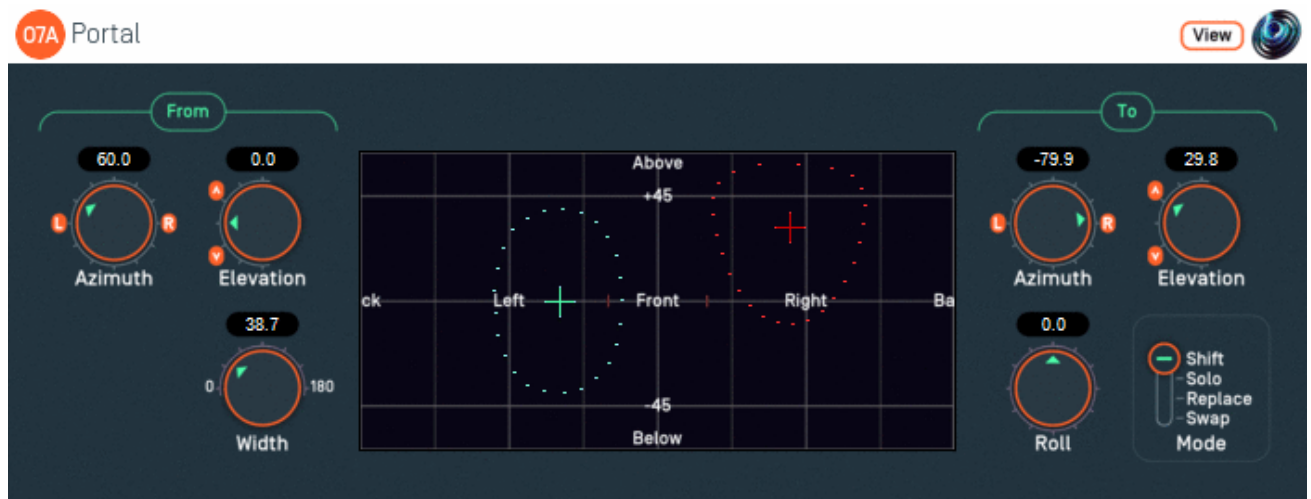 O7A Portal
View
From
To
60.0
0.0
L
R
Azimuth
Elevation
38.7
0
180
Width
Above
+45
ck
Left
Front
Right
Ba
-45
Below
-79.9
29.8
L
R
Azimuth
Elevation
0.0
Roll
Shift
Solo
Replace
Swap
Mode